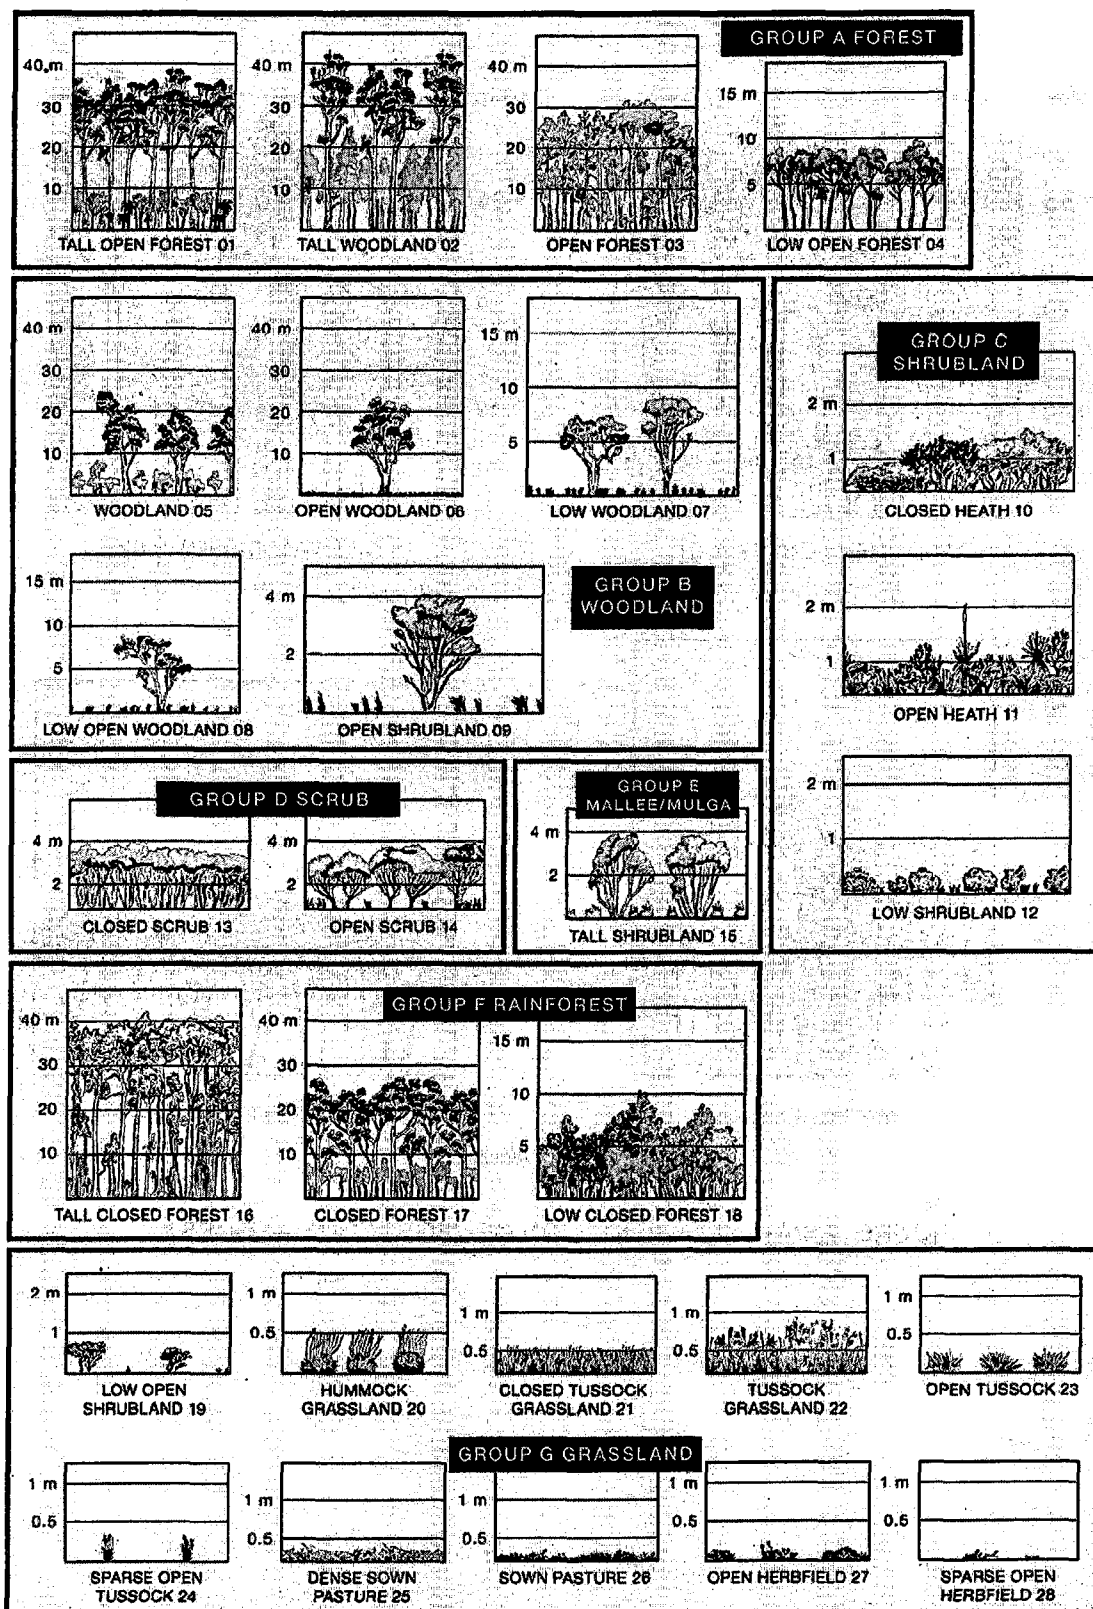 GROUP A FOREST
40 m
30
20
10
TALL OPEN FOREST 01
40 m
30
20
10
TALL WOODLAND 02
40 m
30
20
10
OPEN FOREST 03
15 m
10
5
LOW OPEN FOREST 04
GROUP B
WOODLAND
40 m
30
20
10
WOODLAND 05
40 m
30
20
10
OPEN WOODLAND 06
15 m
10
5
LOW WOODLAND 07
15 m
10
5
LOW OPEN WOODLAND 08
4 m
2
OPEN SHRUBLAND 09
GROUP C
SHRUBLAND
2 m
1
CLOSED HEATH 10
2 m
1
OPEN HEATH 11
2 m
1
LOW SHRUBLAND 12
GROUP D SCRUB
4 m
2
CLOSED SCRUB 13
4 m
2
OPEN SCRUB 14
GROUP E
MALLEE/MULGA
4 m
2
TALL SHRUBLAND 15
GROUP F RAINFOREST
40 m
30
20
10
TALL CLOSED FOREST 16
40 m
30
20
10
CLOSED FOREST 17
15 m
10
5
LOW CLOSED FOREST 18
2 m
1
LOW OPEN
SHRUBLAND 19
1 m
0.5
HUMMOCK
GRASSLAND 20
1 m
0.5
CLOSED TUSSOCK
GRASSLAND 21
1 m
0.5
TUSSOCK
GRASSLAND 22
1 m
0.5
OPEN TUSSOCK 23
GROUP G GRASSLAND
1 m
0.5
SPARSE OPEN
TUSSOCK 24
1 m
0.5
DENSE SOWN
PASTURE 25
1 m
0.5
SOWN PASTURE 26
1 m
0.5
OPEN HERBFIELD 27
1 m
0.5
SPARSE OPEN
HERBFIELD 28